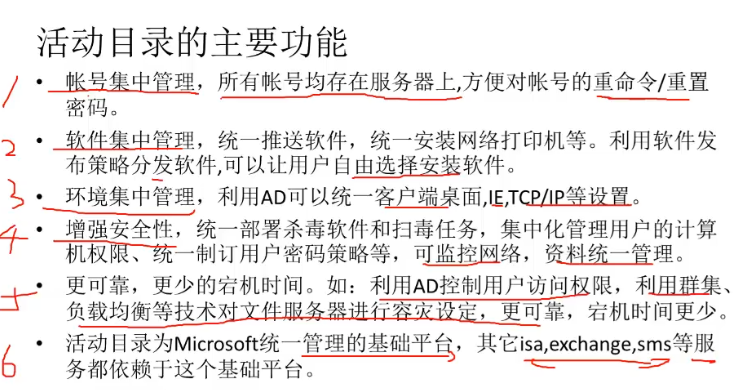 活动目录的主要功能
1 • 帐号集中管理，所有帐号均存在服务器上,方便对帐号的重命令/重置
密码。
2 • 软件集中管理，统一推送软件，统一安装网络打印机等。利用软件发
布策略分发软件,可以让用户自由选择安装软件。
3 • 环境集中管理，利用AD可以统一客户端桌面,IE,TCP/IP等设置。
4 • 增强安全性，统一部署杀毒软件和扫毒任务，集中化管理用户的计算
机权限、统一制订用户密码策略等，可监控网络，资料统一管理。
5 • 更可靠，更少的宕机时间。如：利用AD控制用户访问权限，利用群集、
负载均衡等技术对文件服务器进行容灾设定，更可靠，宕机时间更少。
6 • 活动目录为Microsoft统一管理的基础平台，其它isa,exchange,sms等服
务都依赖于这个基础平台。